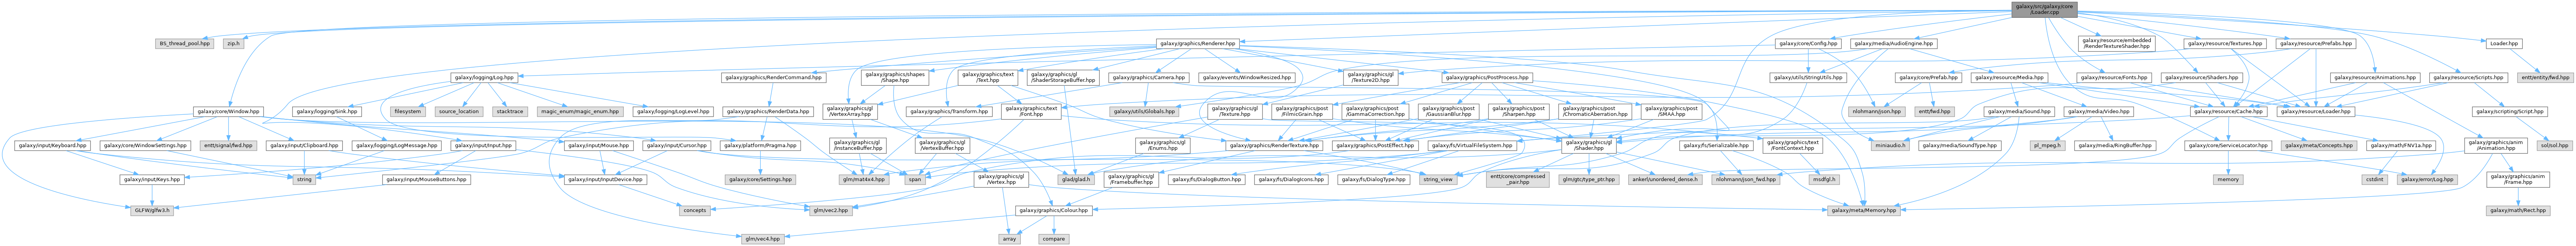 galaxy/src/galaxy/core
/Loader.cpp
BS_thread_pool.hpp
zip.h
galaxy/graphics/Renderer.hpp
galaxy/core/Config.hpp
galaxy/media/AudioEngine.hpp
galaxy/resource/embedded
/RenderTextureShader.hpp
galaxy/resource/Textures.hpp
galaxy/resource/Prefabs.hpp
Loader.hpp
galaxy/logging/Log.hpp
galaxy/graphics/RenderCommand.hpp
galaxy/graphics/shapes
/Shape.hpp
galaxy/graphics/text
/Text.hpp
galaxy/graphics/gl
/ShaderStorageBuffer.hpp
galaxy/graphics/Camera.hpp
galaxy/events/WindowResized.hpp
galaxy/graphics/gl
/Texture2D.hpp
galaxy/graphics/PostProcess.hpp
galaxy/utils/StringUtils.hpp
galaxy/core/Prefab.hpp
galaxy/resource/Media.hpp
galaxy/resource/Fonts.hpp
galaxy/resource/Shaders.hpp
galaxy/resource/Animations.hpp
galaxy/resource/Scripts.hpp
entt/entity/fwd.hpp
galaxy/core/Window.hpp
galaxy/logging/Sink.hpp
filesystem
source_location
stacktrace
magic_enum/magic_enum.hpp
galaxy/logging/LogLevel.hpp
galaxy/graphics/RenderData.hpp
galaxy/graphics/gl
/VertexArray.hpp
galaxy/graphics/Transform.hpp
galaxy/graphics/text
/Font.hpp
galaxy/utils/Globals.hpp
galaxy/graphics/gl
/Texture.hpp
galaxy/graphics/post
/FilmicGrain.hpp
galaxy/graphics/post
/GammaCorrection.hpp
galaxy/graphics/post
/GaussianBlur.hpp
galaxy/graphics/post
/Sharpen.hpp
galaxy/graphics/post
/ChromaticAberration.hpp
galaxy/graphics/post
/SMAA.hpp
nlohmann/json.hpp
entt/fwd.hpp
galaxy/media/Sound.hpp
galaxy/media/Video.hpp
galaxy/resource/Cache.hpp
galaxy/resource/Loader.hpp
galaxy/scripting/Script.hpp
galaxy/input/Keyboard.hpp
galaxy/core/WindowSettings.hpp
entt/signal/fwd.hpp
galaxy/input/Clipboard.hpp
galaxy/logging/LogMessage.hpp
galaxy/input/Input.hpp
galaxy/input/Mouse.hpp
galaxy/input/Cursor.hpp
galaxy/platform/Pragma.hpp
galaxy/graphics/gl
/InstanceBuffer.hpp
galaxy/graphics/gl
/VertexBuffer.hpp
galaxy/graphics/gl
/Enums.hpp
galaxy/graphics/RenderTexture.hpp
galaxy/graphics/PostEffect.hpp
galaxy/fs/VirtualFileSystem.hpp
galaxy/graphics/gl
/Shader.hpp
galaxy/fs/Serializable.hpp
galaxy/graphics/text
/FontContext.hpp
miniaudio.h
galaxy/media/SoundType.hpp
pl_mpeg.h
galaxy/media/RingBuffer.hpp
galaxy/core/ServiceLocator.hpp
galaxy/meta/Concepts.hpp
galaxy/math/FNV1a.hpp
galaxy/graphics/anim
/Animation.hpp
sol/sol.hpp
galaxy/input/Keys.hpp
string
galaxy/input/MouseButtons.hpp
galaxy/input/InputDevice.hpp
galaxy/core/Settings.hpp
glm/mat4x4.hpp
span
galaxy/graphics/gl
/Vertex.hpp
glad/glad.h
galaxy/graphics/gl
/Framebuffer.hpp
galaxy/fs/DialogButton.hpp
galaxy/fs/DialogIcons.hpp
galaxy/fs/DialogType.hpp
string_view
entt/core/compressed
_pair.hpp
glm/gtc/type_ptr.hpp
ankerl/unordered_dense.h
nlohmann/json_fwd.hpp
msdfgl.h
memory
galaxy/error/Log.hpp
cstdint
galaxy/graphics/anim
/Frame.hpp
GLFW/glfw3.h
concepts
glm/vec2.hpp
galaxy/graphics/Colour.hpp
galaxy/meta/Memory.hpp
galaxy/math/Rect.hpp
glm/vec4.hpp
array
compare